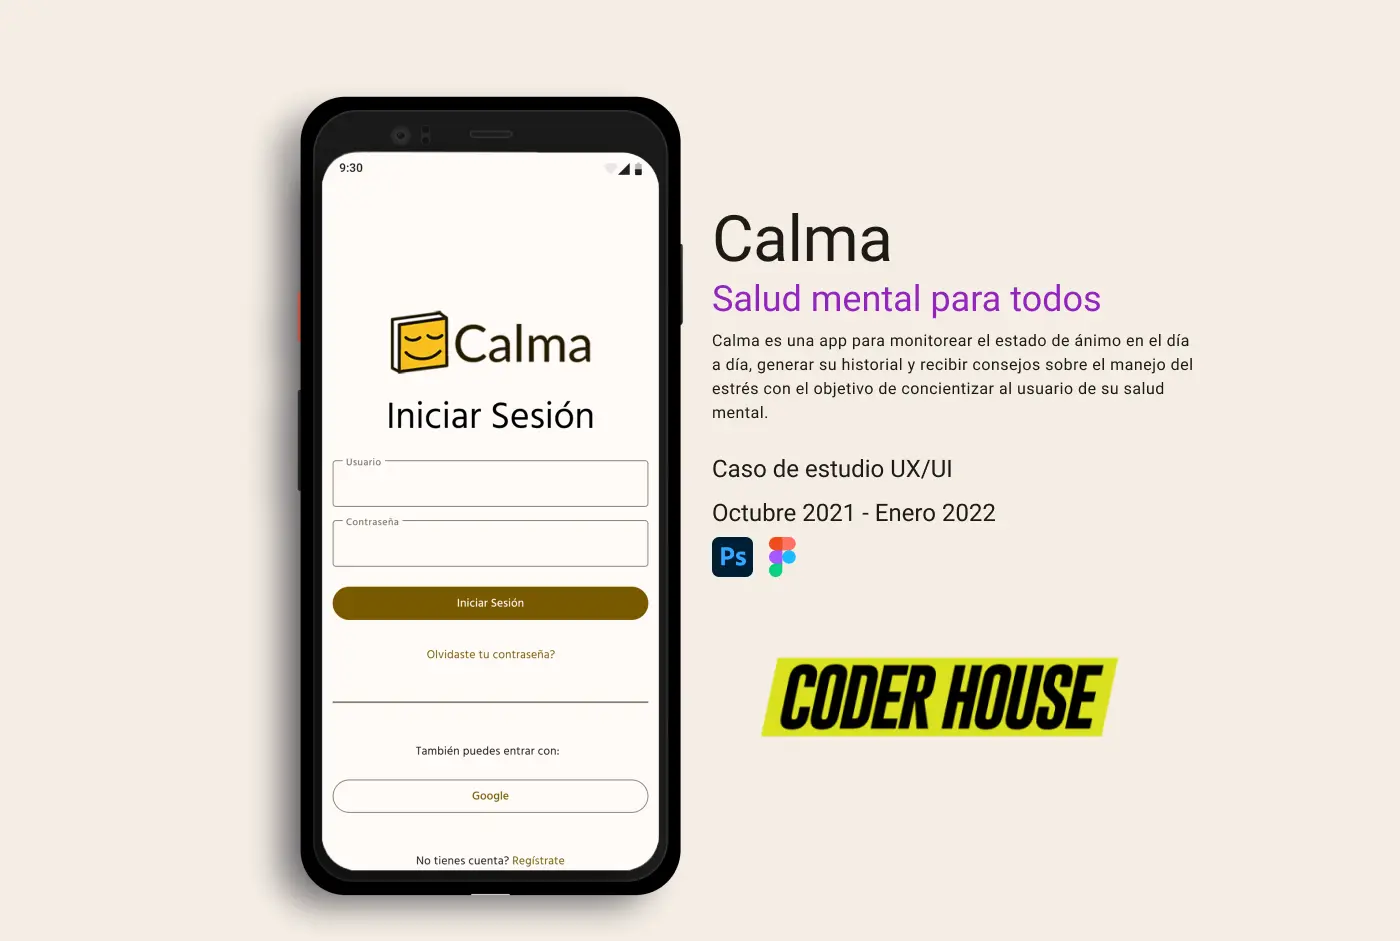 9:30
Calma
Iniciar Sesión
Usuario
Contraseña
Iniciar Sesión
Olvidaste tu contraseña?
También puedes entrar con:
Google
No tienes cuenta? Regístrate
Calma
Salud mental para todos
Calma es una app para monitorear el estado de ánimo en el día
a día, generar su historial y recibir consejos sobre el manejo del
estrés con el objetivo de concientizar al usuario de su salud
mental.
Caso de estudio UX/UI
Octubre 2021 - Enero 2022
Ps
CODER HOUSE